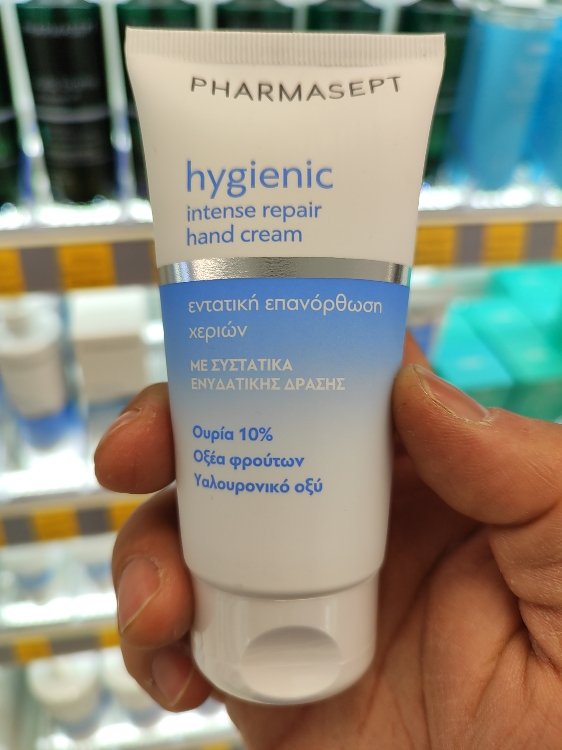 PHARMASEPT
PHARMASEPT
hygienic
intense repair
hand cream
εντατική επανόρθωση
χεριών
ΜΕ ΣΥΣΤΑΤΙΚΑ
ΕΝΥΔΑΤΙΚΗΣ ΔΡΑΣΗΣ
Ουρία 10%
Οξέα φρούτων
Υαλουρονικό οξύ